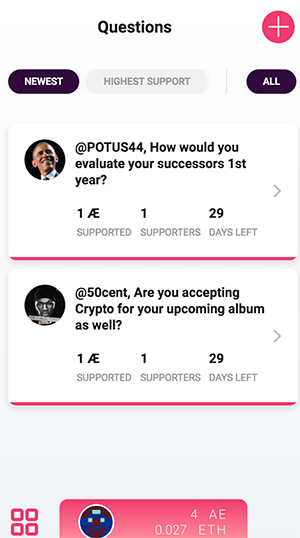 Questions
NEWEST
HIGHEST SUPPORT
ALL
@POTUS44, How would you
evaluate your successors 1st
year?
1 Æ 1 29
SUPPORTED SUPPORTERS DAYS LEFT
@50cent, Are you accepting
Crypto for your upcoming album
as well?
1 Æ 1 29
SUPPORTED SUPPORTERS DAYS LEFT
4 AE
0.027 ETH